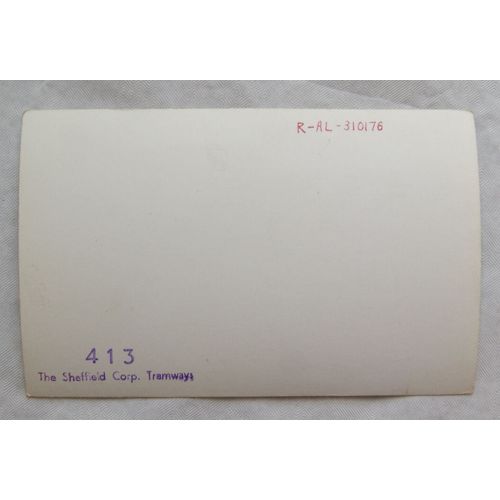 R-AL-310176
413
The Sheffield Corp. Tramways